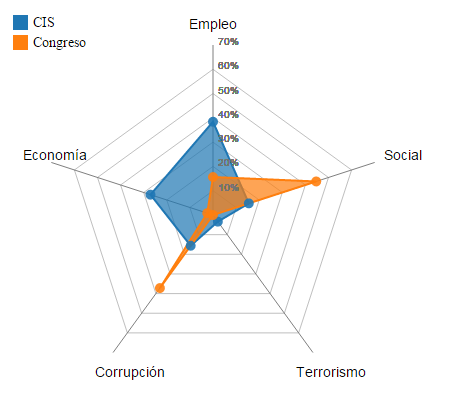 CIS
Congreso
Empleo
70%
60%
50%
40%
30%
20%
10%
Economía
Social
Corrupción
Terrorismo